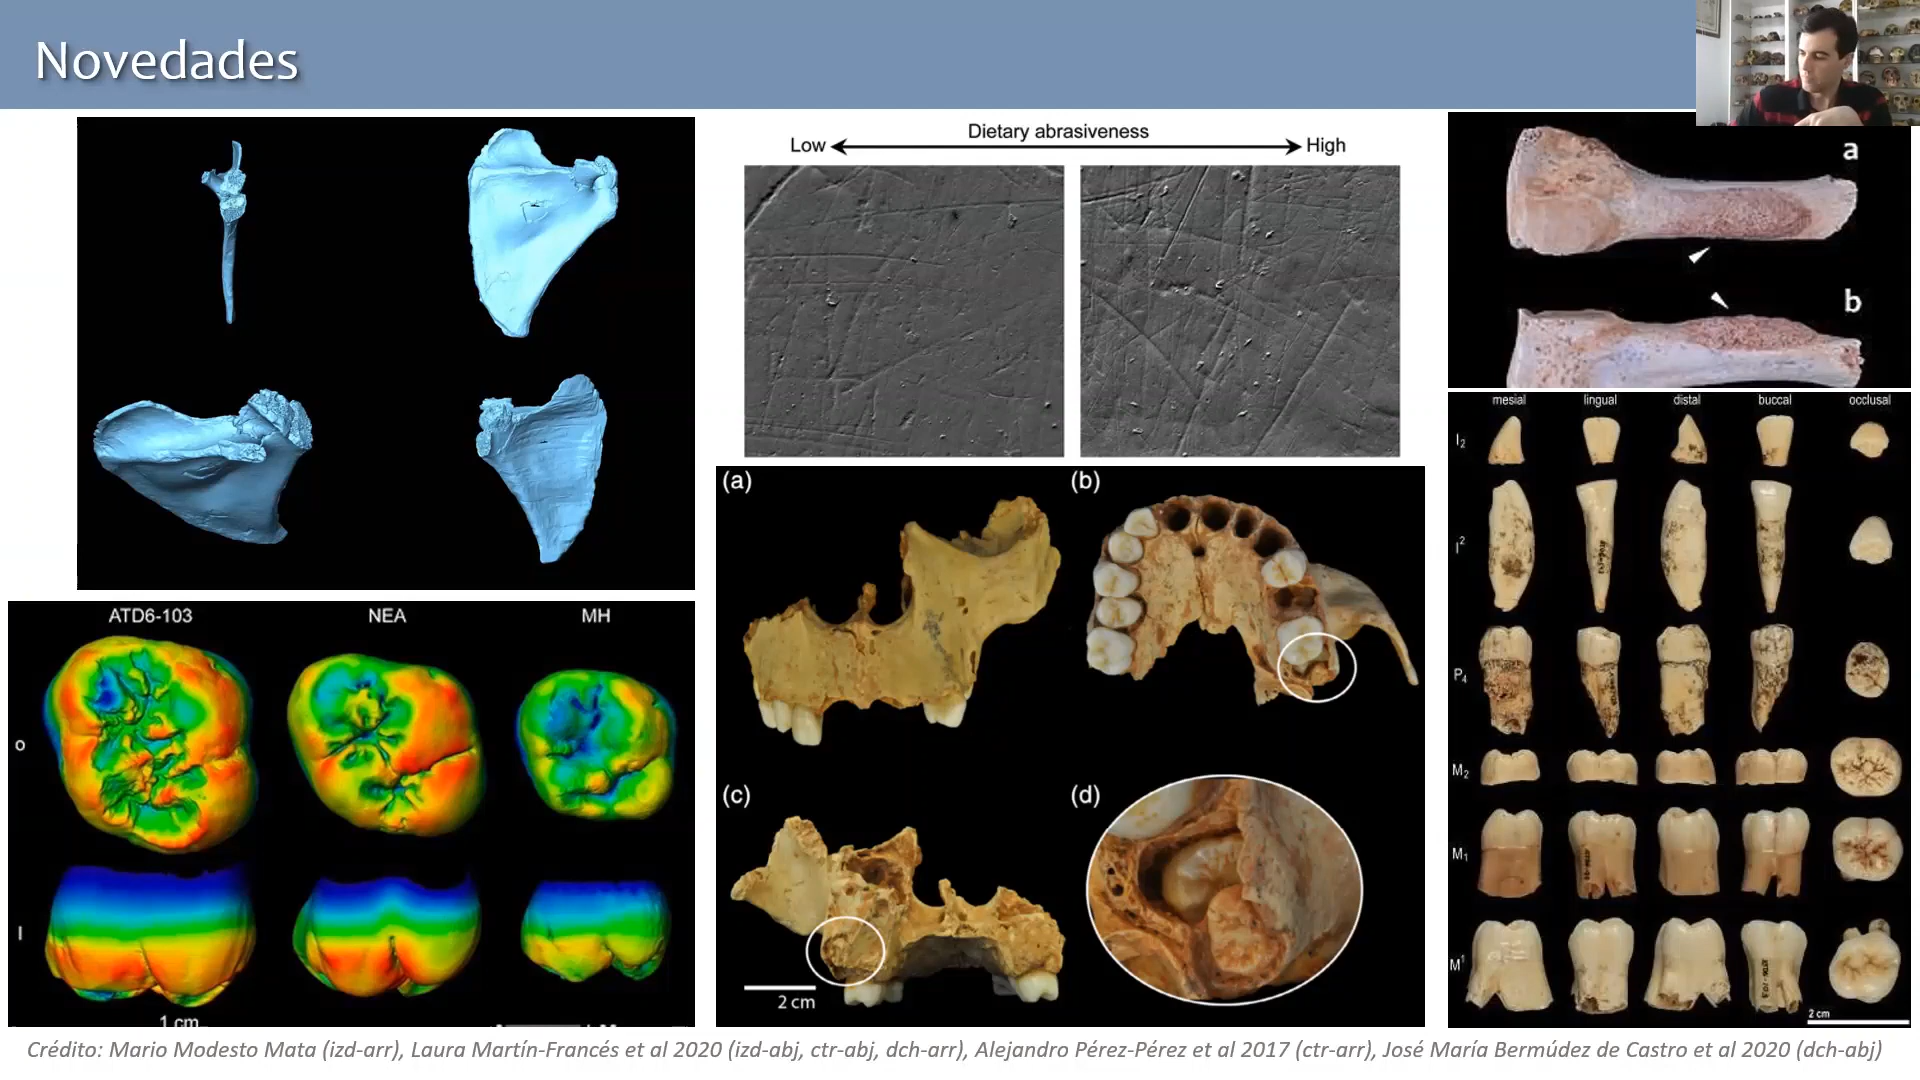 Novedades
Dietary abrasiveness
Low High
a
b
ATD6-103 NEA MH
o
l
1 cm
(a) (b)
(c) (d)
2 cm
mesial lingual distal buccal occlusal
I2
I2
P4
M2
M1
M1
2 cm
Crédito: Mario Modesto Mata (izd-arr), Laura Martín-Francés et al 2020 (izd-abj, ctr-abj, dch-arr), Alejandro Pérez-Pérez et al 2017 (ctr-arr), José María Bermúdez de Castro et al 2020 (dch-abj)